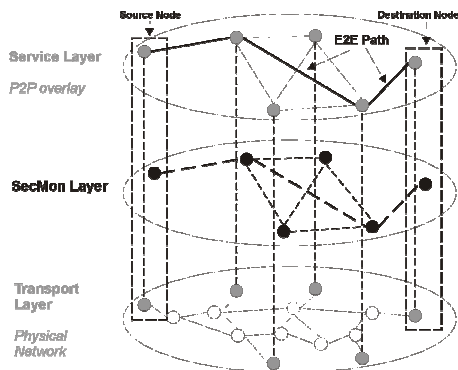 Source Node
Destination Node
Service Layer
E2E Path
P2P overlay
SecMon Layer
Transport
Layer
Physical
Network